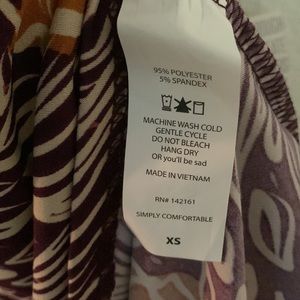 95% POLYESTER
5% SPANDEX
MACHINE WASH COLD
GENTLE CYCLE
DO NOT BLEACH
HANG DRY
OR you'll be sad
MADE IN VIETNAM
RN# 142161
SIMPLY COMFORTABLE
XS